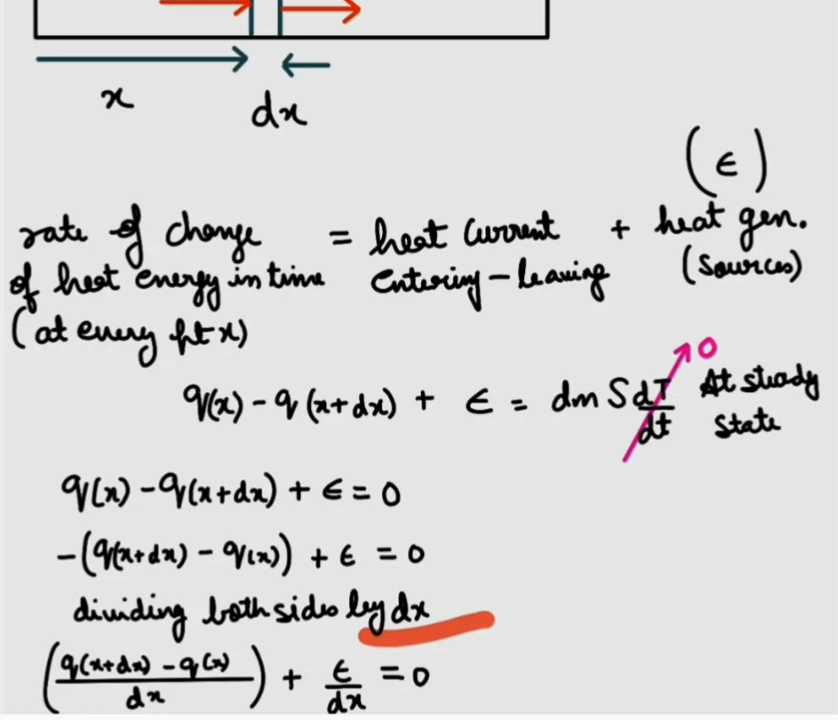 x
dx
(ϵ)
rate of change = heat current + heat gen.
of heat energy in time entering – leaving (sources)
(at every pt x)
q(x) - q(x+dx) + ϵ = dm S dT/dt 0 At steady state
q(x) - q(x+dx) + ϵ = 0
-(q(x+dx) - q(x)) + ϵ = 0
dividing both sides by dx
(q(x+dx) - q(x)/dx) + ϵ/dx = 0